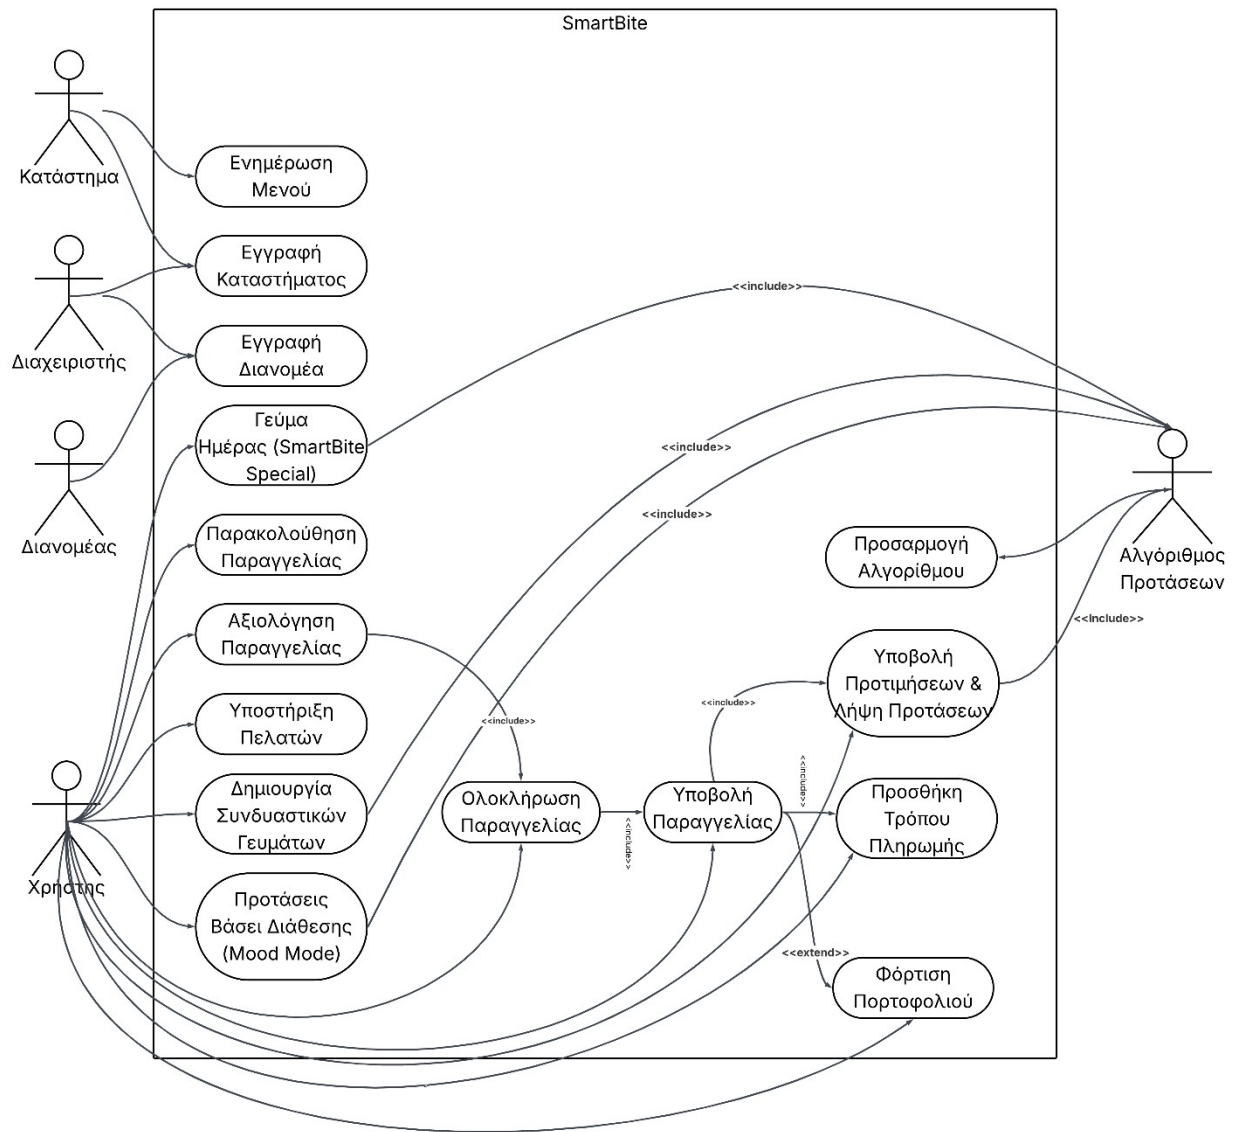 SmartBite
Κατάστημα
Ενημέρωση
Μενού
Εγγραφή
Καταστήματος
Διαχειριστής
Εγγραφή
Διανομέα
Διανομέας
Γεύμα
Ημέρας (SmartBite
Special)
Παρακολούθηση
Παραγγελίας
Αξιολόγηση
Παραγγελίας
Υποστήριξη
Πελατών
Δημιουργία
Συνδυαστικών
Γευμάτων
Προτάσεις
Βάσει Διάθεσης
(Mood Mode)
Χρήστης
<<include>>
<<include>>
<<include>>
<<include>>
Ολοκλήρωση
Παραγγελίας
<<include>>
Υποβολή
Παραγγελίας
<<include>>
<<include>>
<<extend>>
Προσαρμογή
Αλγορίθμου
Υποβολή
Προτιμήσεων &
Λήψη Προτάσεων
Προσθήκη
Τρόπου
Πληρωμής
Φόρτιση
Πορτοφολιού
<<Include>>
Αλγόριθμος
Προτάσεων